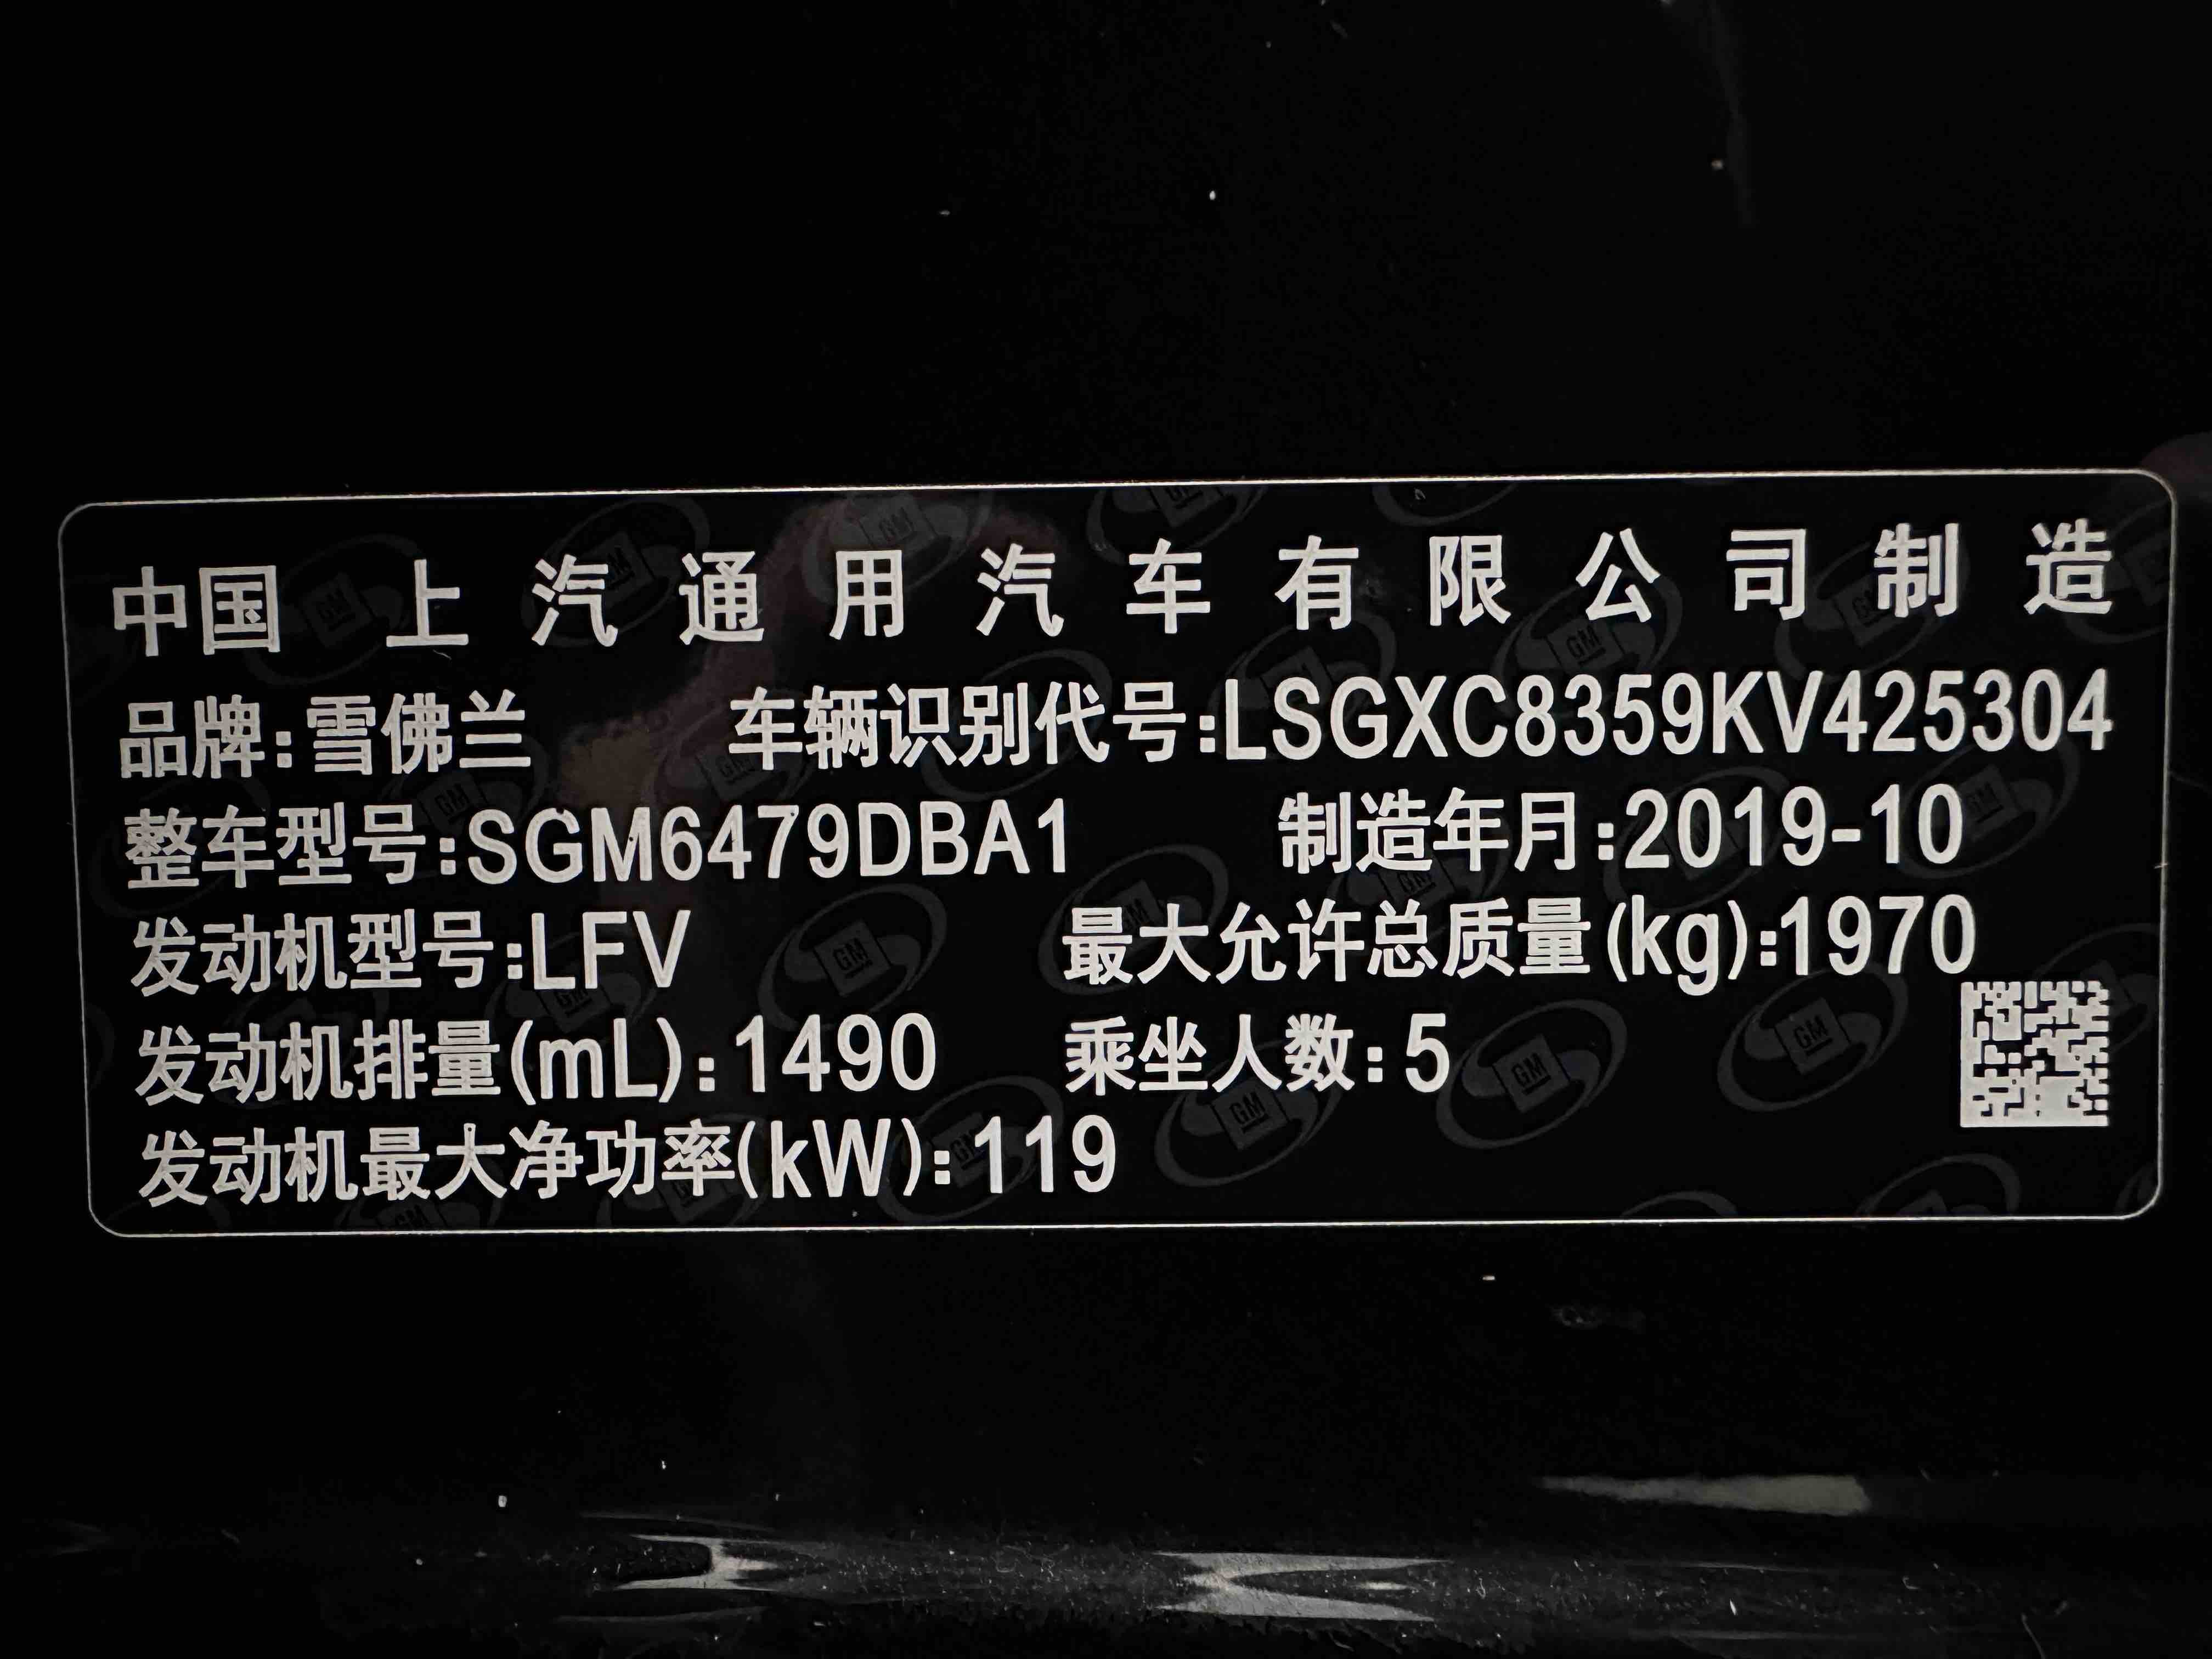 中国 上汽通用汽车有限公司制造
品牌:雪佛兰 车辆识别代号:LSGXC8359KV425304
整车型号:SGM6479DBA1 制造年月:2019-10
发动机型号:LFV 最大允许总质量(kg):1970
发动机排量(mL):1490 乘坐人数:5
发动机最大净功率(kW):119